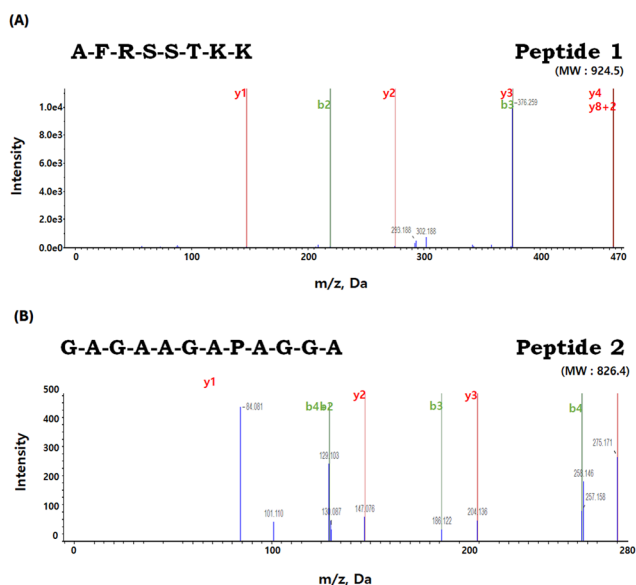 (A)
A-F-R-S-S-T-K-K Peptide 1
(MW : 924.5)
y1 b2 y2 y3 y4
b3 376.259 y8+2
1.0e4
8.0e3
6.0e3
4.0e3
2.0e3
0.0e0
Intensity
293.188 302.188
0 100 200 300 400 470
m/z, Da
(B)
G-A-G-A-A-G-A-P-A-G-G-A Peptide 2
(MW : 826.4)
y1
b2 y2 b3 y3 b4
500
400
300
200
100
0
Intensity
84.081
101.110
129.103
130.087
147.076
186.122
204.136
258.146
257.158
275.171
0 200 280
m/z, Da